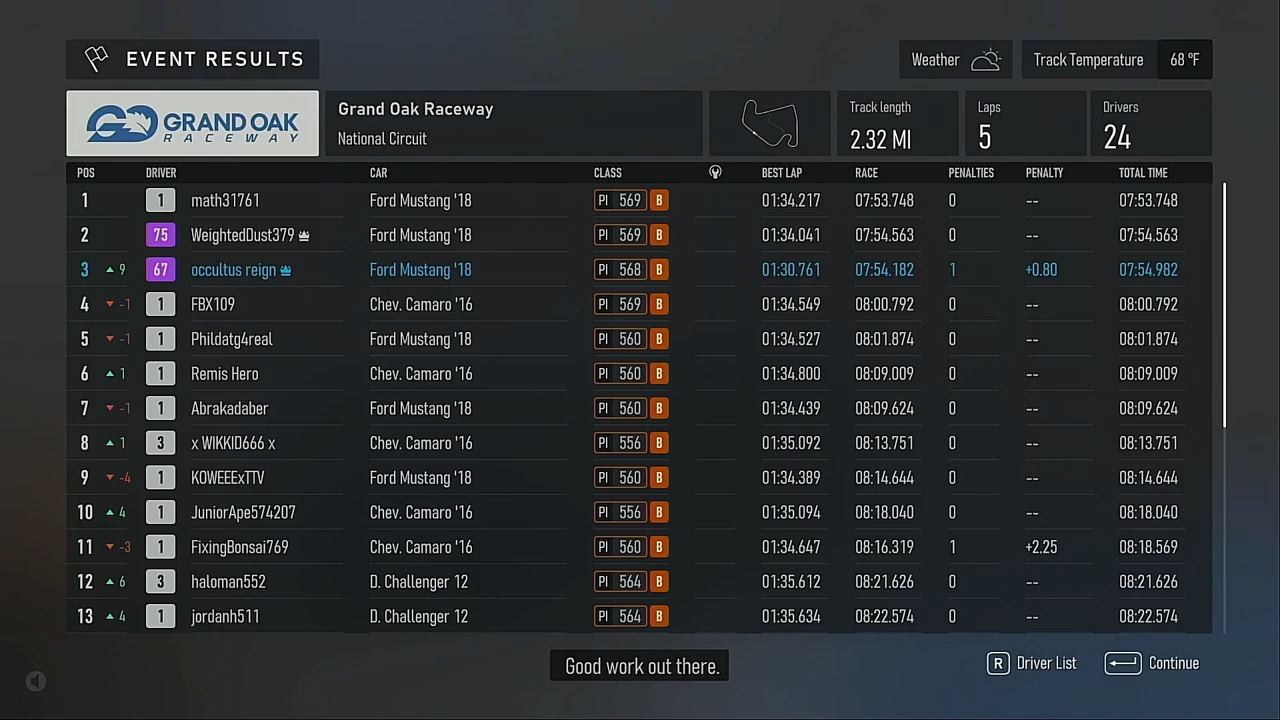 EVENT RESULTS
Weather
Track Temperature 68 ºF
GRAND OAK
RACEWAY
Grand Oak Raceway
National Circuit
Track length
2.32 MI
Laps
5
Drivers
24
POS DRIVER CAR CLASS BEST LAP RACE PENALTIES PENALTY TOTAL TIME
1 1 math31761 Ford Mustang '18 PI 569 B 01:34.217 07:53.748 0 -- 07:53.748
2 75 WeightedDust379 Ford Mustang '18 PI 569 B 01:34.041 07:54.563 0 -- 07:54.563
3 9 67 occultus reign Ford Mustang '18 PI 568 B 01:30.761 07:54.182 1 +0.80 07:54.982
4 -1 1 FBX109 Chev. Camaro '16 PI 569 B 01:34.549 08:00.792 0 -- 08:00.792
5 -1 1 Phildatg4real Ford Mustang '18 PI 560 B 01:34.527 08:01.874 0 -- 08:01.874
6 1 1 Remis Hero Chev. Camaro '16 PI 560 B 01:34.800 08:09.009 0 -- 08:09.009
7 -1 1 Abrakadaber Ford Mustang '18 PI 560 B 01:34.439 08:09.624 0 -- 08:09.624
8 1 3 x WIKKID666 x Chev. Camaro '16 PI 556 B 01:35.092 08:13.751 0 -- 08:13.751
9 -4 1 KOWEEExTTV Ford Mustang '18 PI 560 B 01:34.389 08:14.644 0 -- 08:14.644
10 4 1 JuniorApe574207 Chev. Camaro '16 PI 556 B 01:35.094 08:18.040 0 -- 08:18.040
11 -3 1 FixingBonsai769 Chev. Camaro '16 PI 560 B 01:34.647 08:16.319 1 +2.25 08:18.569
12 6 3 haloman552 D. Challenger 12 PI 564 B 01:35.612 08:21.626 0 -- 08:21.626
13 4 1 jordanh511 D. Challenger 12 PI 564 B 01:35.634 08:22.574 0 -- 08:22.574
Good work out there.
R Driver List
Continue